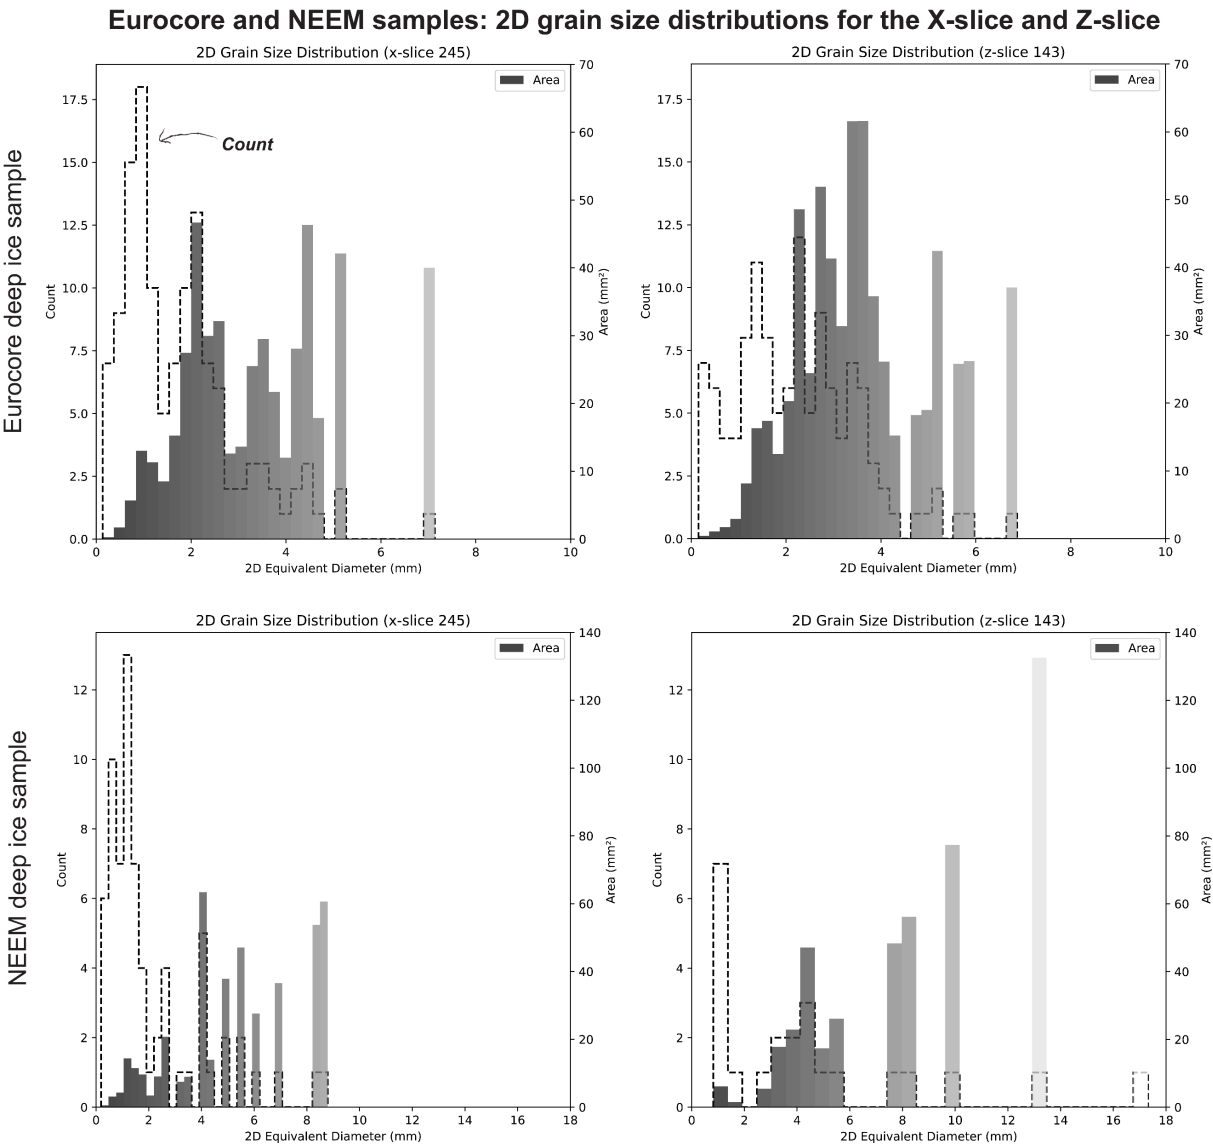 Eurocore and NEEM samples: 2D grain size distributions for the X-slice and Z-slice
Eurocore deep ice sample
2D Grain Size Distribution (x-slice 245)
Area
Count
Count
17.5
15.0
12.5
10.0
7.5
5.0
2.5
0.0
70
60
50
40
30
20
10
0
Area (mm²)
0 2 4 6 8 10
2D Equivalent Diameter (mm)
2D Grain Size Distribution (z-slice 143)
Area
Count
17.5
15.0
12.5
10.0
7.5
5.0
2.5
0.0
70
60
50
40
30
20
10
0
Area (mm²)
0 2 4 6 8 10
2D Equivalent Diameter (mm)
NEEM deep ice sample
2D Grain Size Distribution (x-slice 245)
Area
Count
12
10
8
6
4
2
0
140
120
100
80
60
40
20
0
Area (mm²)
0 2 4 6 8 10 12 14 16 18
2D Equivalent Diameter (mm)
2D Grain Size Distribution (z-slice 143)
Area
Count
12
10
8
6
4
2
0
140
120
100
80
60
40
20
0
Area (mm²)
0 2 4 6 8 10 12 14 16 18
2D Equivalent Diameter (mm)